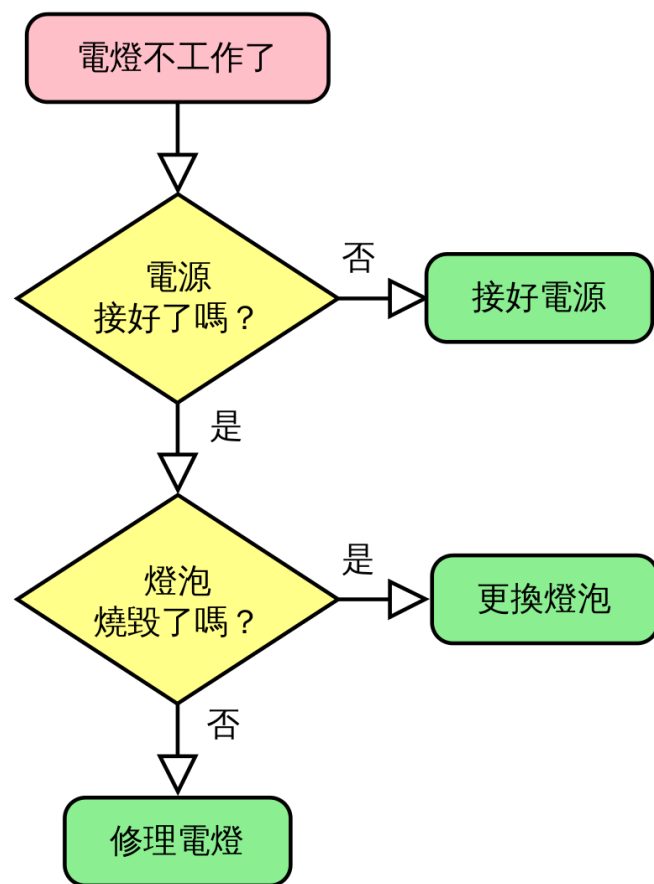 電燈不工作了
電源
接好了嗎？
否
接好電源
是
燈泡
燒毀了嗎？
是
更換燈泡
否
修理電燈